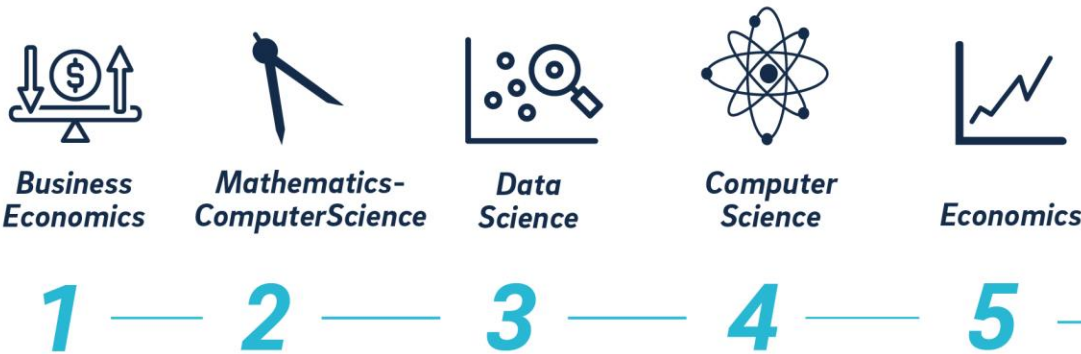 $
Business
Economics
Mathematics-
ComputerScience
Data
Science
Computer
Science
Economics
1
2
3
4
5